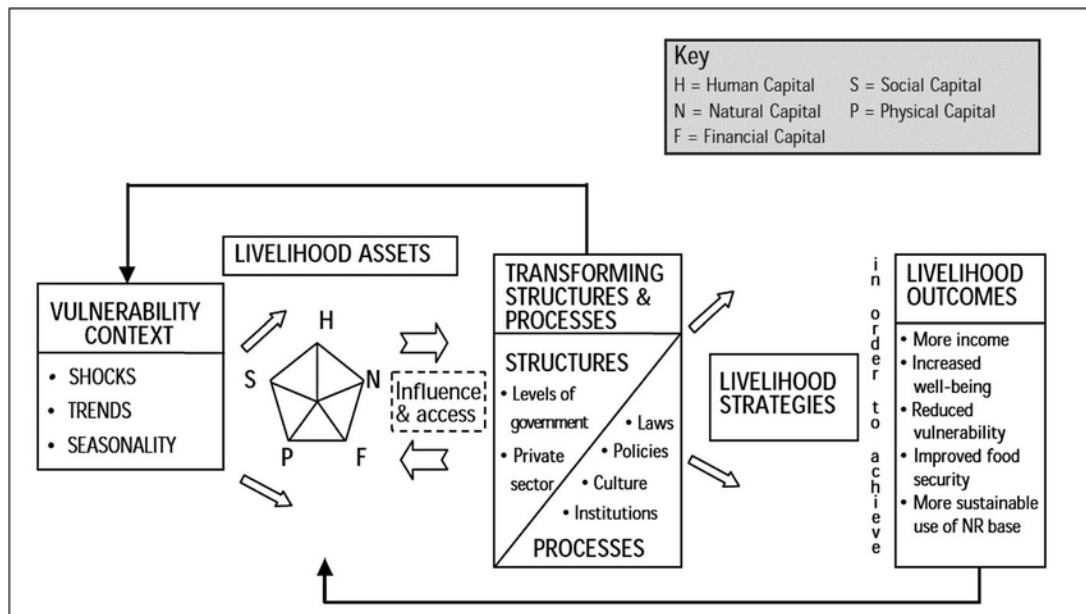 Key
H = Human Capital S = Social Capital
N = Natural Capital P = Physical Capital
F = Financial Capital
LIVELIHOOD ASSETS
VULNERABILITY
CONTEXT
• SHOCKS
• TRENDS
• SEASONALITY
H
S
N
P
F
Influence
& access
TRANSFORMING
STRUCTURES &
PROCESSES
STRUCTURES
• Levels of
government
• Private
sector
• Laws
• Policies
• Culture
• Institutions
PROCESSES
LIVELIHOOD
STRATEGIES
in order to achieve
LIVELIHOOD
OUTCOMES
• More income
• Increased
well-being
• Reduced
vulnerability
• Improved food
security
• More sustainable
use of NR base